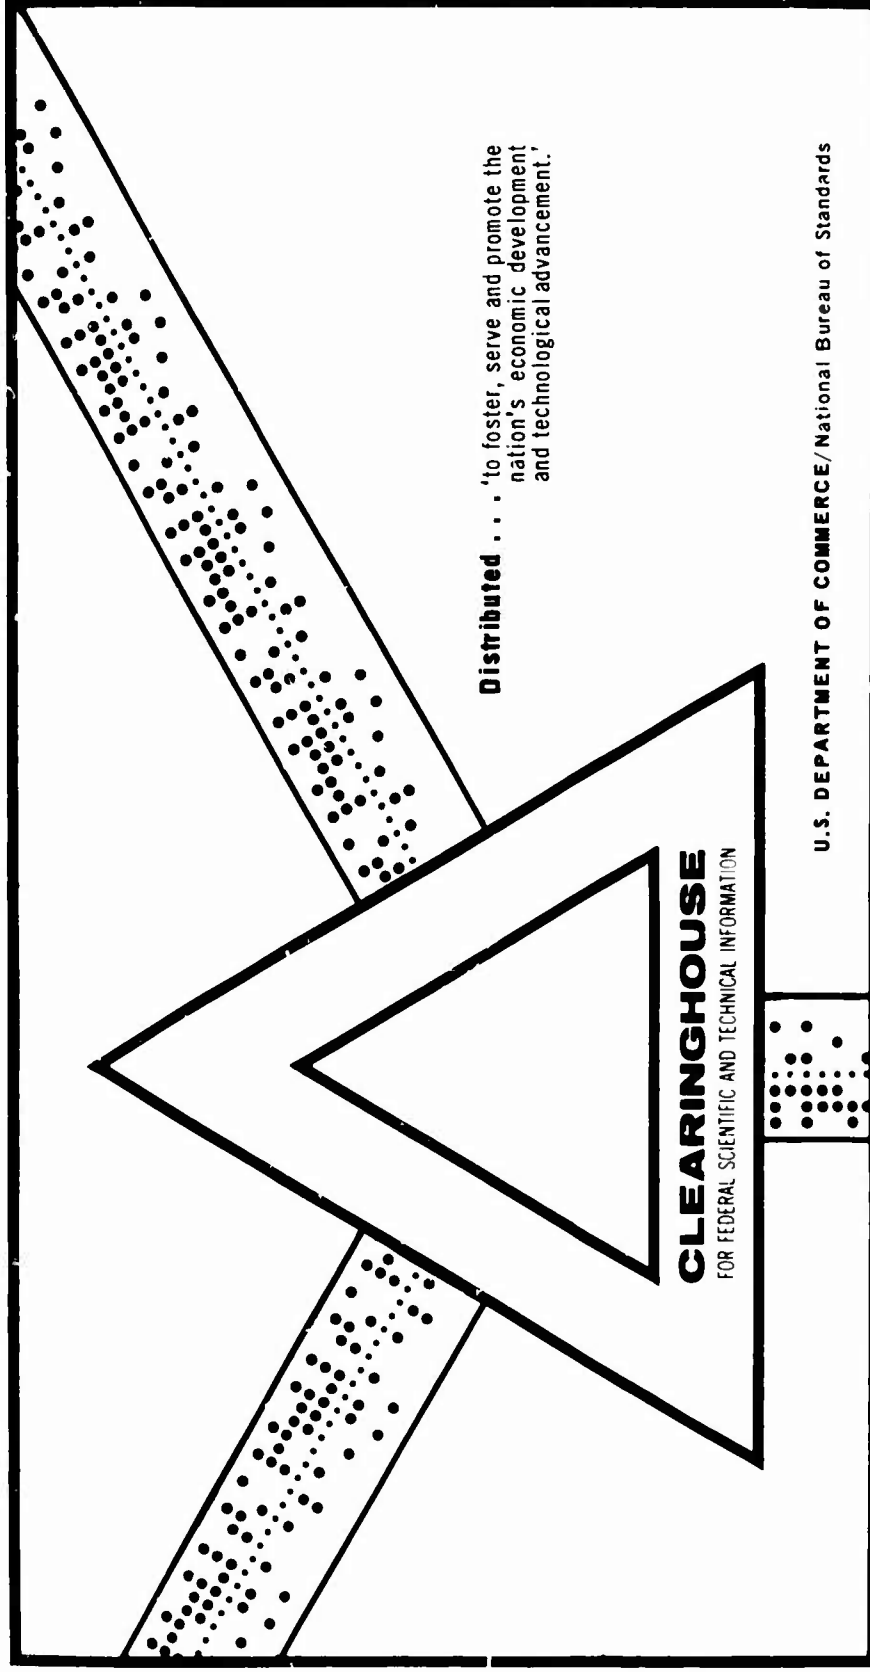 Distributed . . . 'to foster, serve and promote the
nation's economic development
and technological advancement.'
CLEARINGHOUSE
FOR FEDERAL SCIENTIFIC AND TECHNICAL INFORMATION
U.S. DEPARTMENT OF COMMERCE/National Bureau of Standards